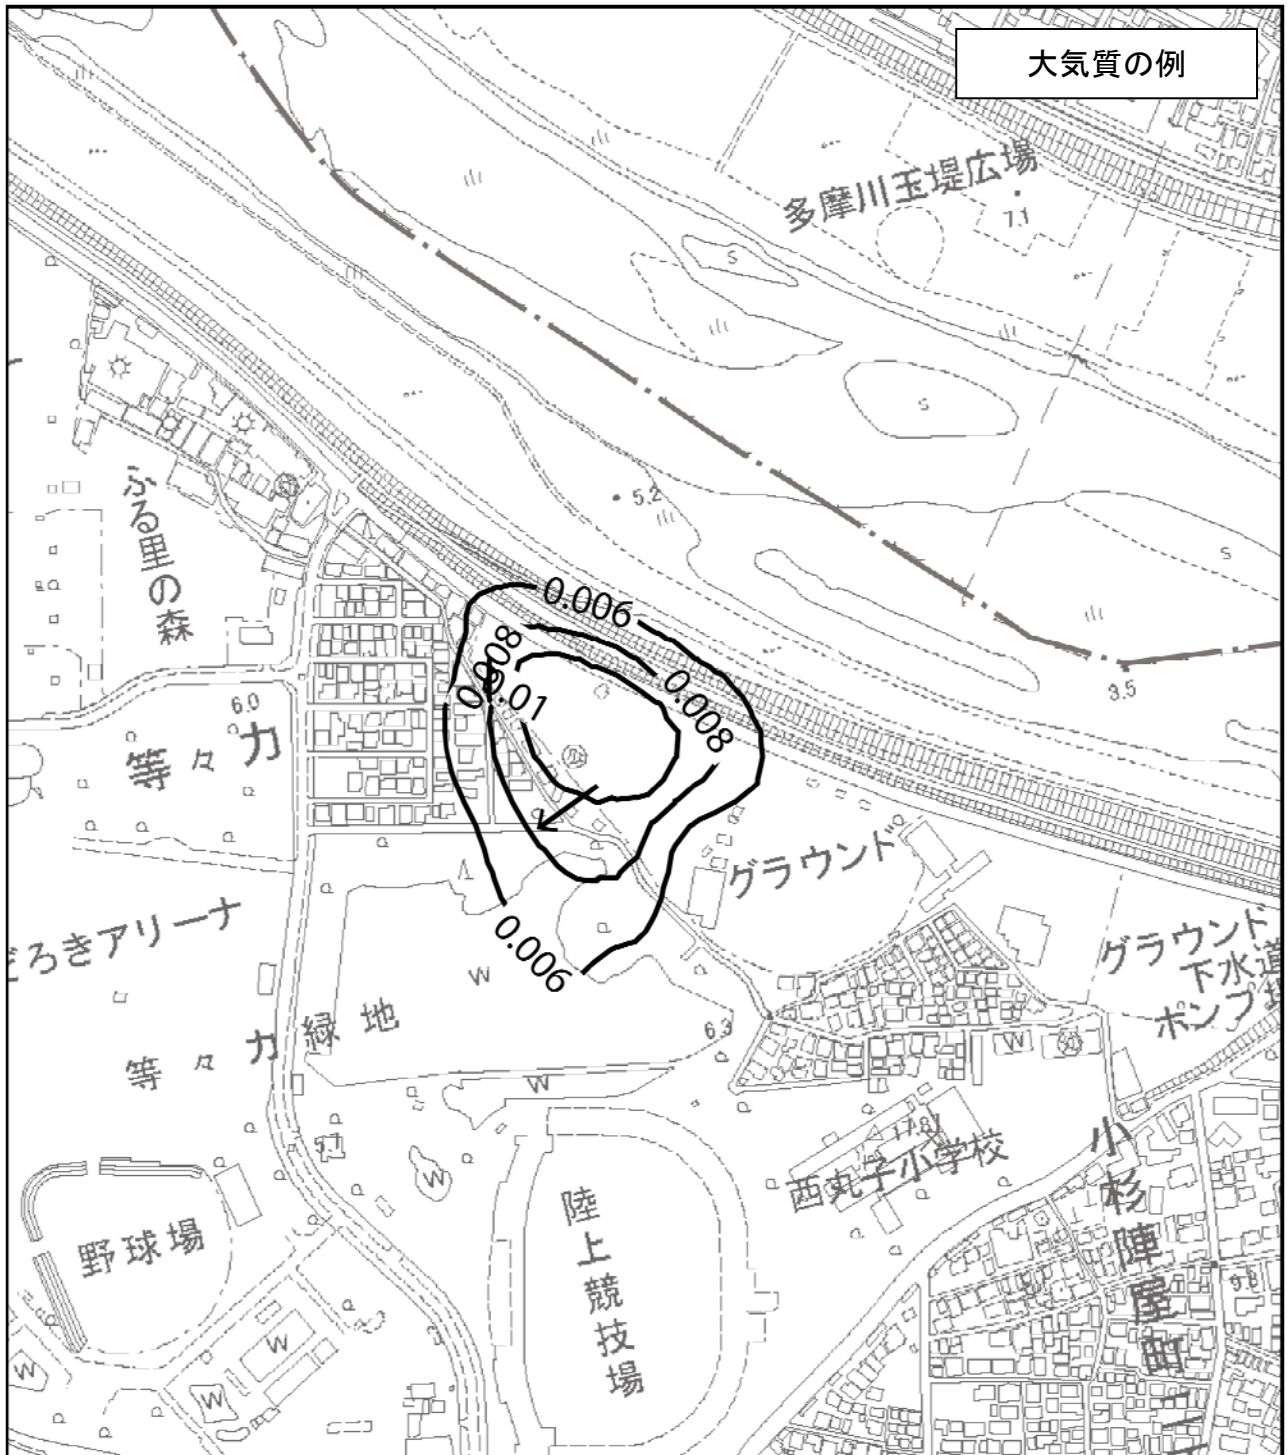 大気質の例
多摩川玉堤広場
7.1
S
S
5.2
S
ふる里の森
0.006
0.008
0.008
0.01
3.5
6.0
等々力
グラウンド
0.006
グラウンド
下水道
ポンプ
どろきアリーナ
W
等々力緑地
6.3
W
W
W
西丸子小学校
小杉陣屋町二
野球場
陸上競技場
9.8
W
W
W